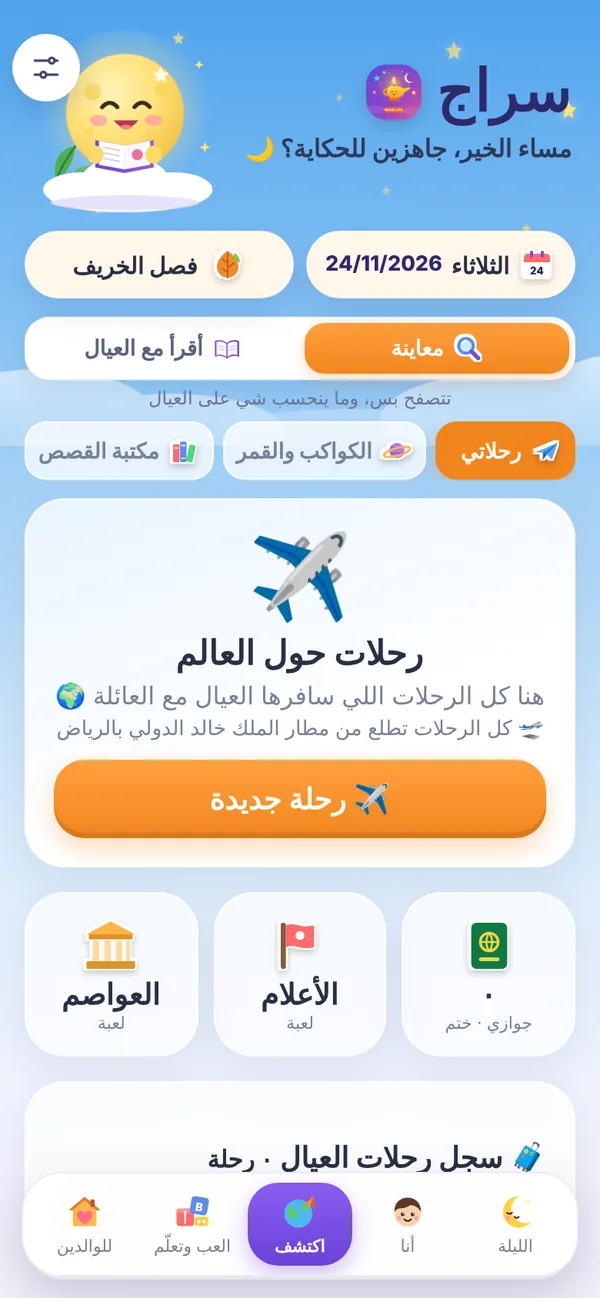 سراج
مساء الخير، جاهزين للحكاية؟ 🌙
24 الثلاثاء 24/11/2026
فصل الخريف
معاينة
أقرأ مع العيال
تتصفح بس، وما ينحسب شي على العيال
رحلاتي
الكواكب والقمر
مكتبة القصص
رحلات حول العالم
هنا كل الرحلات اللي سافرها العيال مع العائلة 🌍
🛫 كل الرحلات تطلع من مطار الملك خالد الدولي بالرياض
✈️ رحلة جديدة
٠
جوازي · ختم
الأعلام
لعبة
العواصم
لعبة
🧳 سجل رحلات العيال ٠ رحلة
الليلة
أنا
اكتشف
B العب وتعلّم
للوالدين